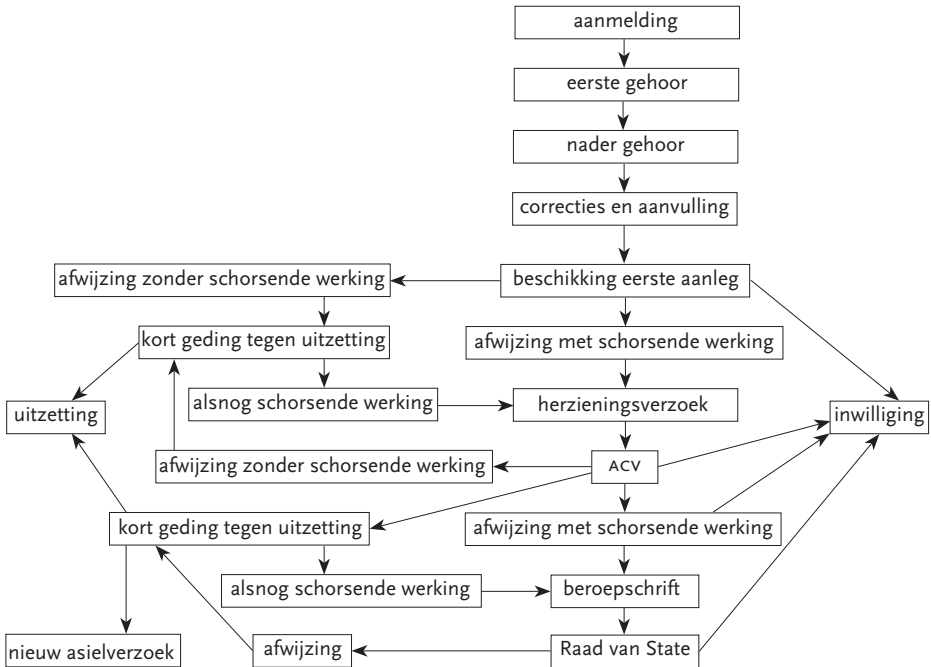 aanmelding
eerste gehoor
nader gehoor
correcties en aanvulling
afwijzing zonder schorsende werking
beschikking eerste aanleg
kort geding tegen uitzetting
afwijzing met schorsende werking
uitzetting
alsnog schorsende werking
herzieningsverzoek
inwilliging
afwijzing zonder schorsende werking
ACV
kort geding tegen uitzetting
afwijzing met schorsende werking
alsnog schorsende werking
beroepschrift
nieuw asielverzoek
afwijzing
Raad van State